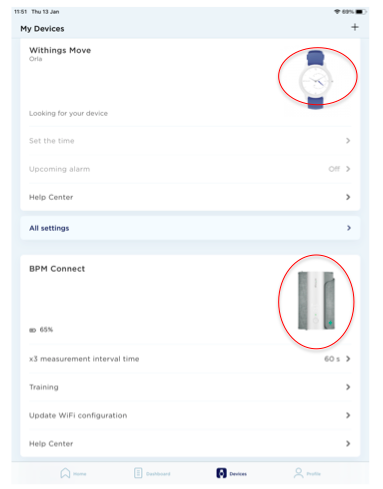 11:51 Thu 13 Jan 69%
My Devices +
Withings Move
Orla
Looking for your device
Set the time
Upcoming alarm Off
Help Center
All settings
BPM Connect
65%
x3 measurement interval time 60 s
Training
Update WiFi configuration
Help Center
Home Dashboard Devices Profile